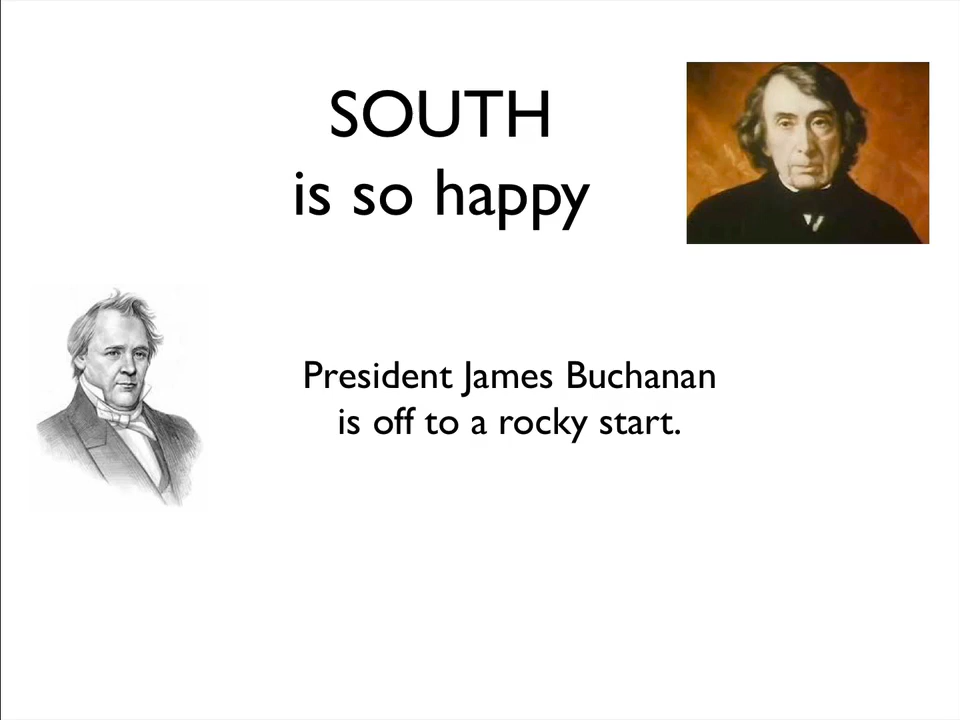 SOUTH
is so happy
President James Buchanan
is off to a rocky start.